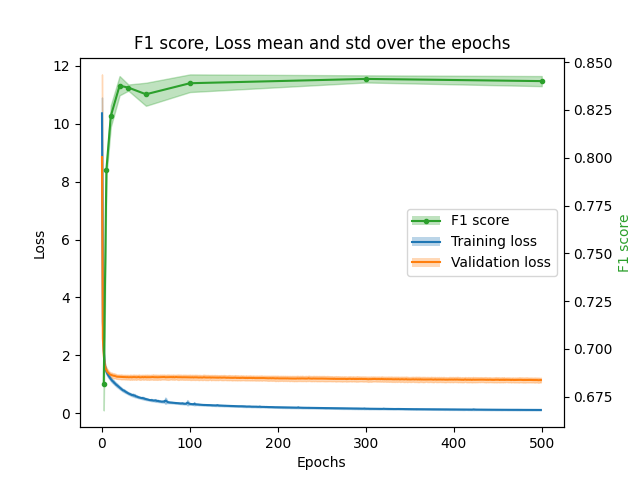 F1 score, Loss mean and std over the epochs
12
10
8
6
4
2
0
Loss
0.850
0.825
0.800
0.775
0.750
0.725
0.700
0.675
F1 score
F1 score
Training loss
Validation loss
0 100 200 300 400 500
Epochs